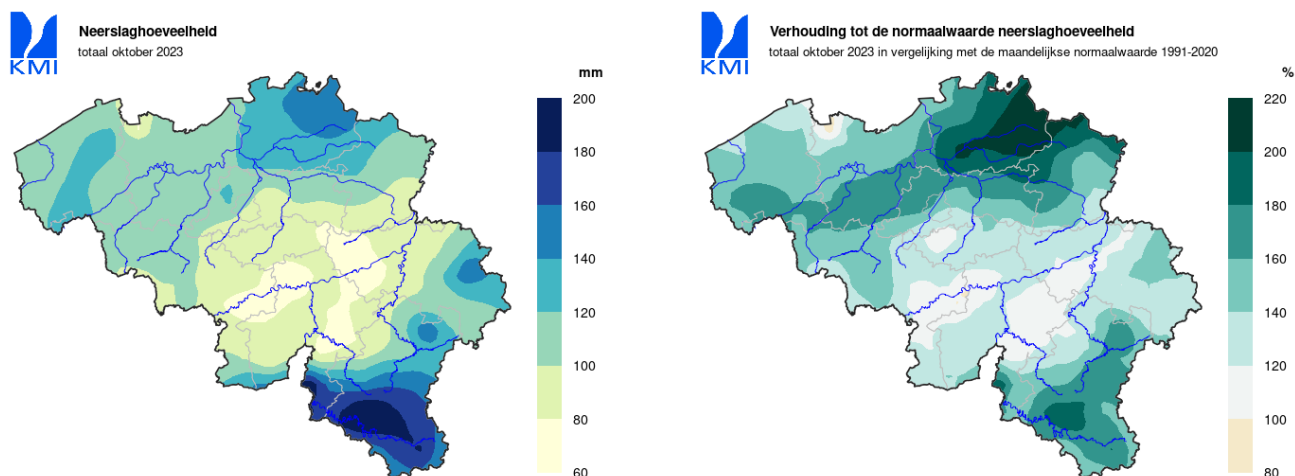 KMI
Neerslaghoeveelheid
totaal oktober 2023
mm
200
180
160
140
120
100
80
60
KMI
Verhouding tot de normaalwaarde neerslaghoeveelheid
totaal oktober 2023 in vergelijking met de maandelijkse normaalwaarde 1991-2020
%
220
200
180
160
140
120
100
80